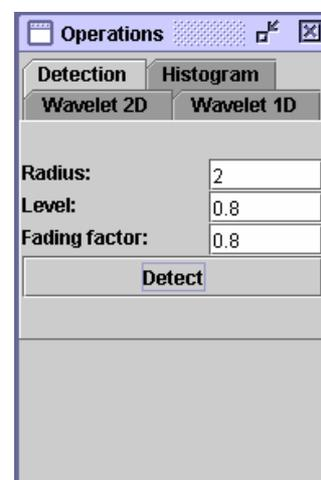 Operations
Detection Histogram
Wavelet 2D Wavelet 1D
Radius: 2
Level: 0.8
Fading factor: 0.8
Detect